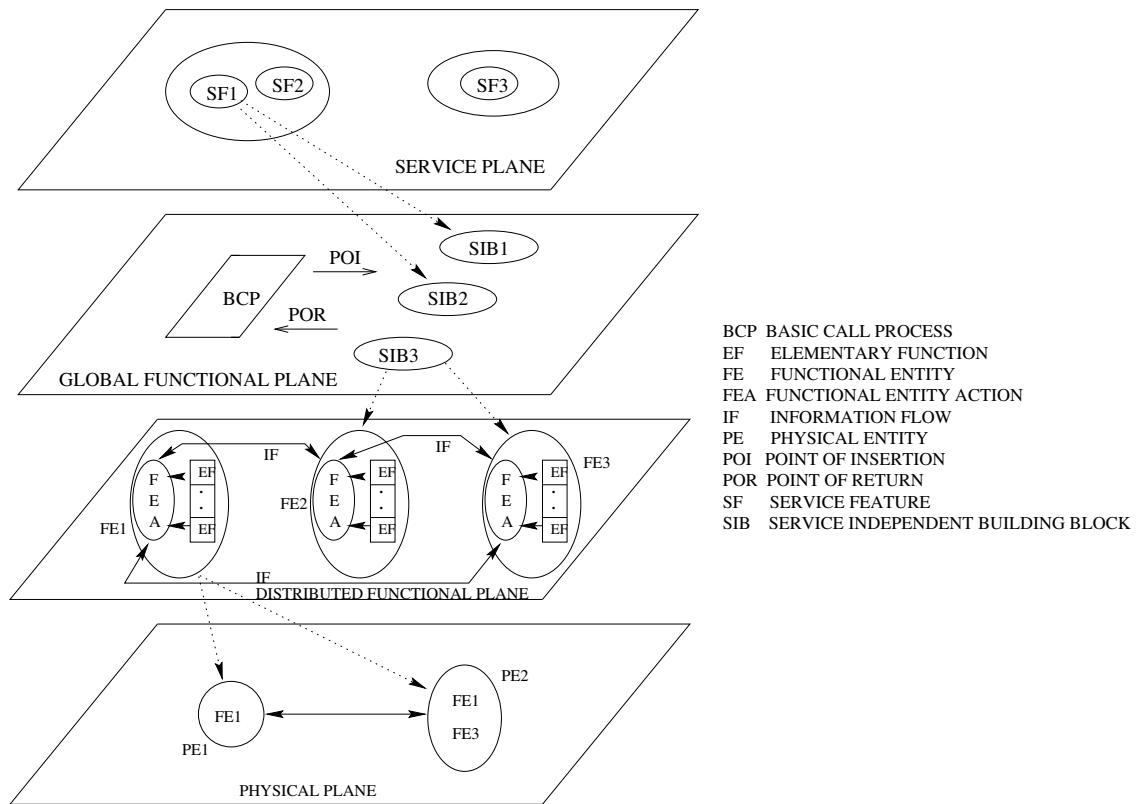 SF1
SF2
SF3
SERVICE PLANE
SIB1
POI
BCP
SIB2
POR
SIB3
GLOBAL FUNCTIONAL PLANE
BCP BASIC CALL PROCESS
EF ELEMENTARY FUNCTION
FE FUNCTIONAL ENTITY
FEA FUNCTIONAL ENTITY ACTION
IF INFORMATION FLOW
PE PHYSICAL ENTITY
POI POINT OF INSERTION
POR POINT OF RETURN
SF SERVICE FEATURE
SIB SERVICE INDEPENDENT BUILDING BLOCK
IF
IF
F
E
A
EF
:
EF
FE1
F
E
A
EF
:
EF
FE2
F
E
A
EF
:
EF
FE3
IF
DISTRIBUTED FUNCTIONAL PLANE
FE1
PE1
PE2
FE1
FE3
PHYSICAL PLANE